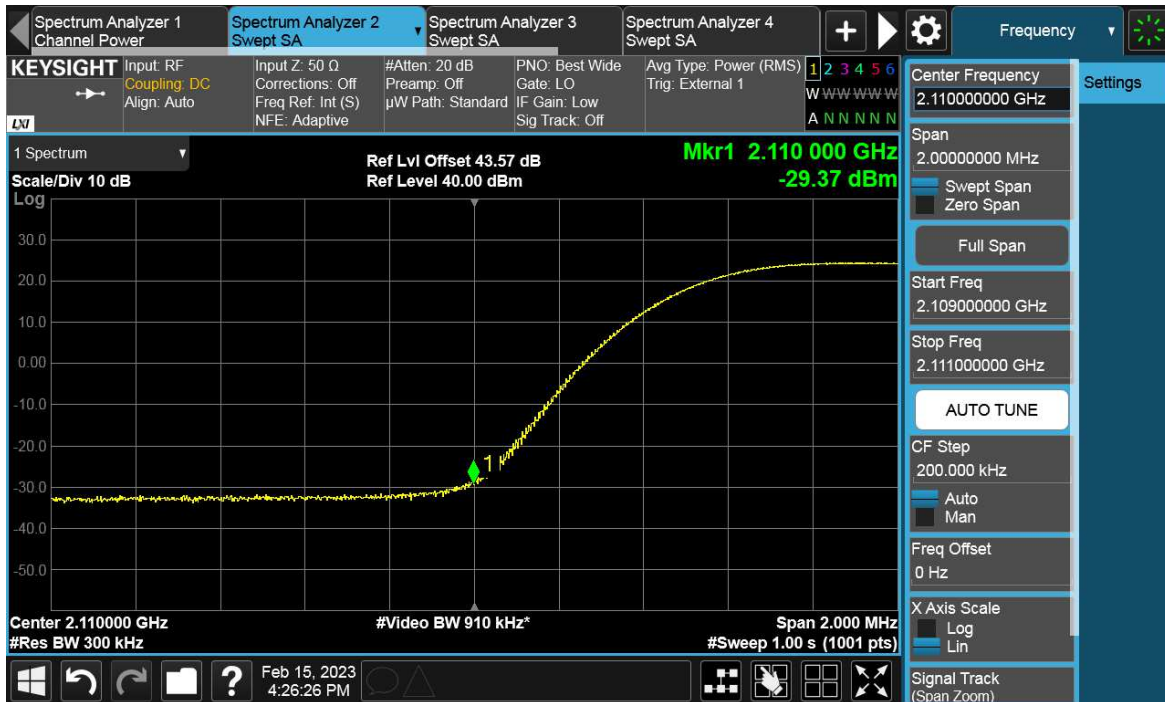 Spectrum Analyzer 1
Channel Power
Spectrum Analyzer 2
Swept SA
Spectrum Analyzer 3
Swept SA
Spectrum Analyzer 4
Swept SA
Frequency
KEYSIGHT
LXI
Input: RF
Coupling: DC
Align: Auto
Input Z: 50 Ω
Corrections: Off
Freq Ref: Int (S)
NFE: Adaptive
#Atten: 20 dB
Preamp: Off
µW Path: Standard
PNO: Best Wide
Gate: LO
IF Gain: Low
Sig Track: Off
Avg Type: Power (RMS)
Trig: External 1
1 2 3 4 5 6
W W W W W W
A N N N N N
1 Spectrum
Scale/Div 10 dB
Log
Ref Lvl Offset 43.57 dB
Ref Level 40.00 dBm
Mkr1 2.110 000 GHz
-29.37 dBm
30.0
20.0
10.0
0.00
-10.0
-20.0
-30.0
-40.0
-50.0
1
Center 2.110000 GHz
#Res BW 300 kHz
#Video BW 910 kHz*
Span 2.000 MHz
#Sweep 1.00 s (1001 pts)
?
Feb 15, 2023
4:26:26 PM
Center Frequency
2.110000000 GHz
Span
2.00000000 MHz
Swept Span
Zero Span
Full Span
Start Freq
2.109000000 GHz
Stop Freq
2.111000000 GHz
AUTO TUNE
CF Step
200.000 kHz
Auto
Man
Freq Offset
0 Hz
X Axis Scale
Log
Lin
Signal Track
(Span Zoom)
Settings